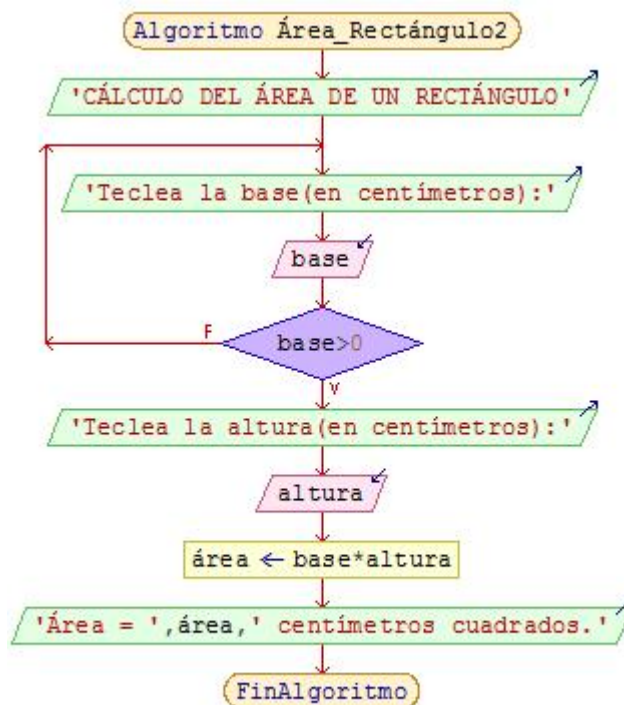 Algoritmo Área_Rectángulo2
'CÁLCULO DEL ÁREA DE UN RECTÁNGULO'
'Teclea la base(en centímetros):'
base
F
base>0
V
'Teclea la altura(en centímetros):'
altura
área ← base*altura
'Área = ',área,' centímetros cuadrados.'
FinAlgoritmo